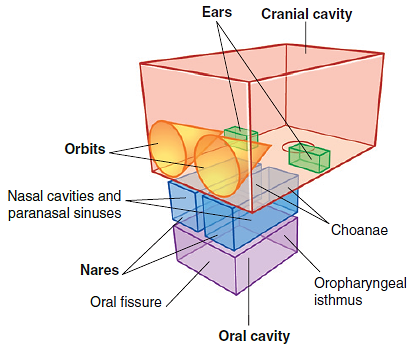 Ears
Cranial cavity
Orbits
Nasal cavities and
paranasal sinuses
Choanae
Nares
Oral fissure
Oropharyngeal
isthmus
Oral cavity